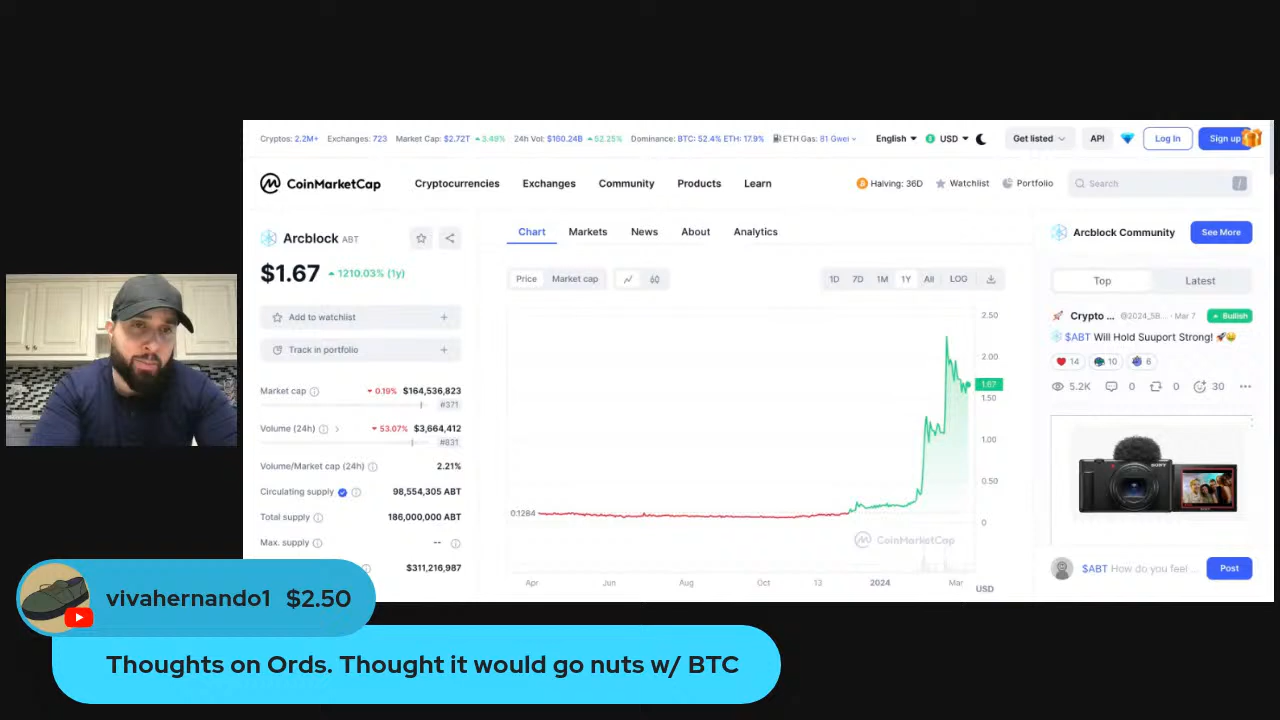 Cryptos: 2.2M+ Exchanges: 723 Market Cap: $2.72T 3.49% 24h Vol: $160.24B 52.25% Dominance: BTC: 52.4% ETH: 17.9% ETH Gas: 81 Gwei English USD Get listed API Log In Sign up
CoinMarketCap Cryptocurrencies Exchanges Community Products Learn Halving: 36D Watchlist Portfolio Search /
Arcblock ABT
$1.67 1210.03% (1y)
Add to watchlist +
Track in portfolio +
Market cap 0.19% $164,536,823
#371
Volume (24h) 53.07% $3,664,412
#831
Volume/Market cap (24h) 2.21%
Circulating supply 98,554,305 ABT
Total supply 186,000,000 ABT
Max. supply --
$311,216,987
Chart Markets News About Analytics
Price Market cap 1D 7D 1M 1Y All LOG
2.50
2.00
1.67
1.50
1.00
0.50
0.1284
0
CoinMarketCap
Apr Jun Aug Oct 13 2024 Mar
USD
Arcblock Community See More
Top Latest
Crypto ... @2024_5B... · Mar 7 Bullish
$ABT Will Hold Suuport Strong! 🚀🤑
14 10 6
5.2K 0 0 30
SONY
$ABT How do you feel ... Post
vivahernando1 $2.50
Thoughts on Ords. Thought it would go nuts w/ BTC